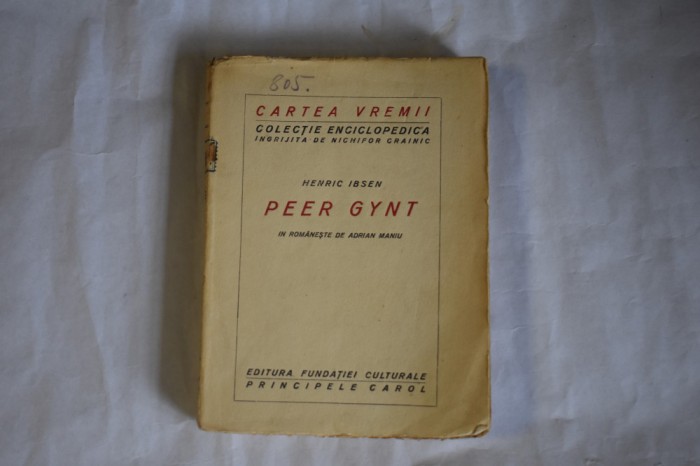 805.
CARTEA VREMII
COLECȚIE ENCICLOPEDICA
INGRIJITA DE NICHIFOR CRAINIC
HENRIC IBSEN
PEER GYNT
IN ROMÂNEȘTE DE ADRIAN MANIU
EDITURA FUNDAȚIEI CULTURALE
PRINCIPELE CAROL